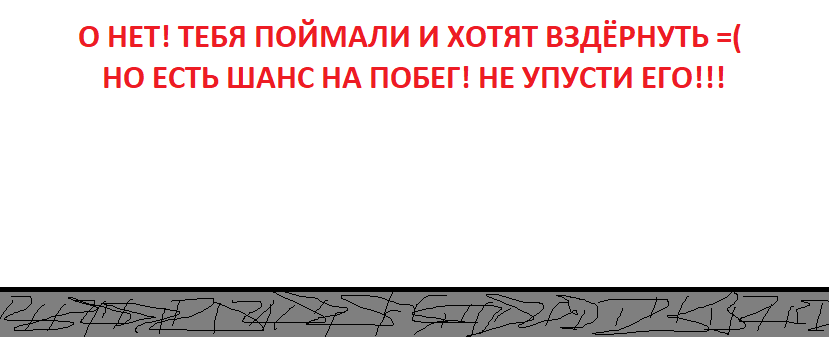 О НЕТ! ТЕБЯ ПОЙМАЛИ И ХОТЯТ ВЗДЁРНУТЬ =(
НО ЕСТЬ ШАНС НА ПОБЕГ! НЕ УПУСТИ ЕГО!!!